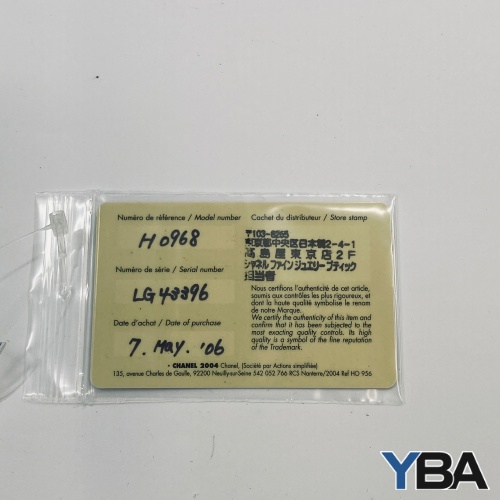 Numéro de référence / Model number
H0968
Numéro de série / Serial number
Date d'achat / Date of purchase
7. May. '06
Cachet du distributeur / Store stamp
〒103-8265
東京都中央区日本橋2-4-1
高島屋東京店2F
シャネル ファインジュエリー ブティック
担当者
Nous certifions l'authenticité de cet article,
soumis aux contrôles les plus rigoureux, et
dont la haute qualité symbolise le renom
de notre Marque.
We certify the authenticity of this item and
confirm that it has been subjected to the
most exacting quality controls. Its high
quality is a symbol of the fine reputation
of the Trademark.
• CHANEL 2004 Chanel, (Société par Actions simplifiée)
135, avenue Charles de Gaulle, 92200 Neuilly-sur-Seine 542 052 766 RCS Nanterre/2004 Ref HO 956
YBA